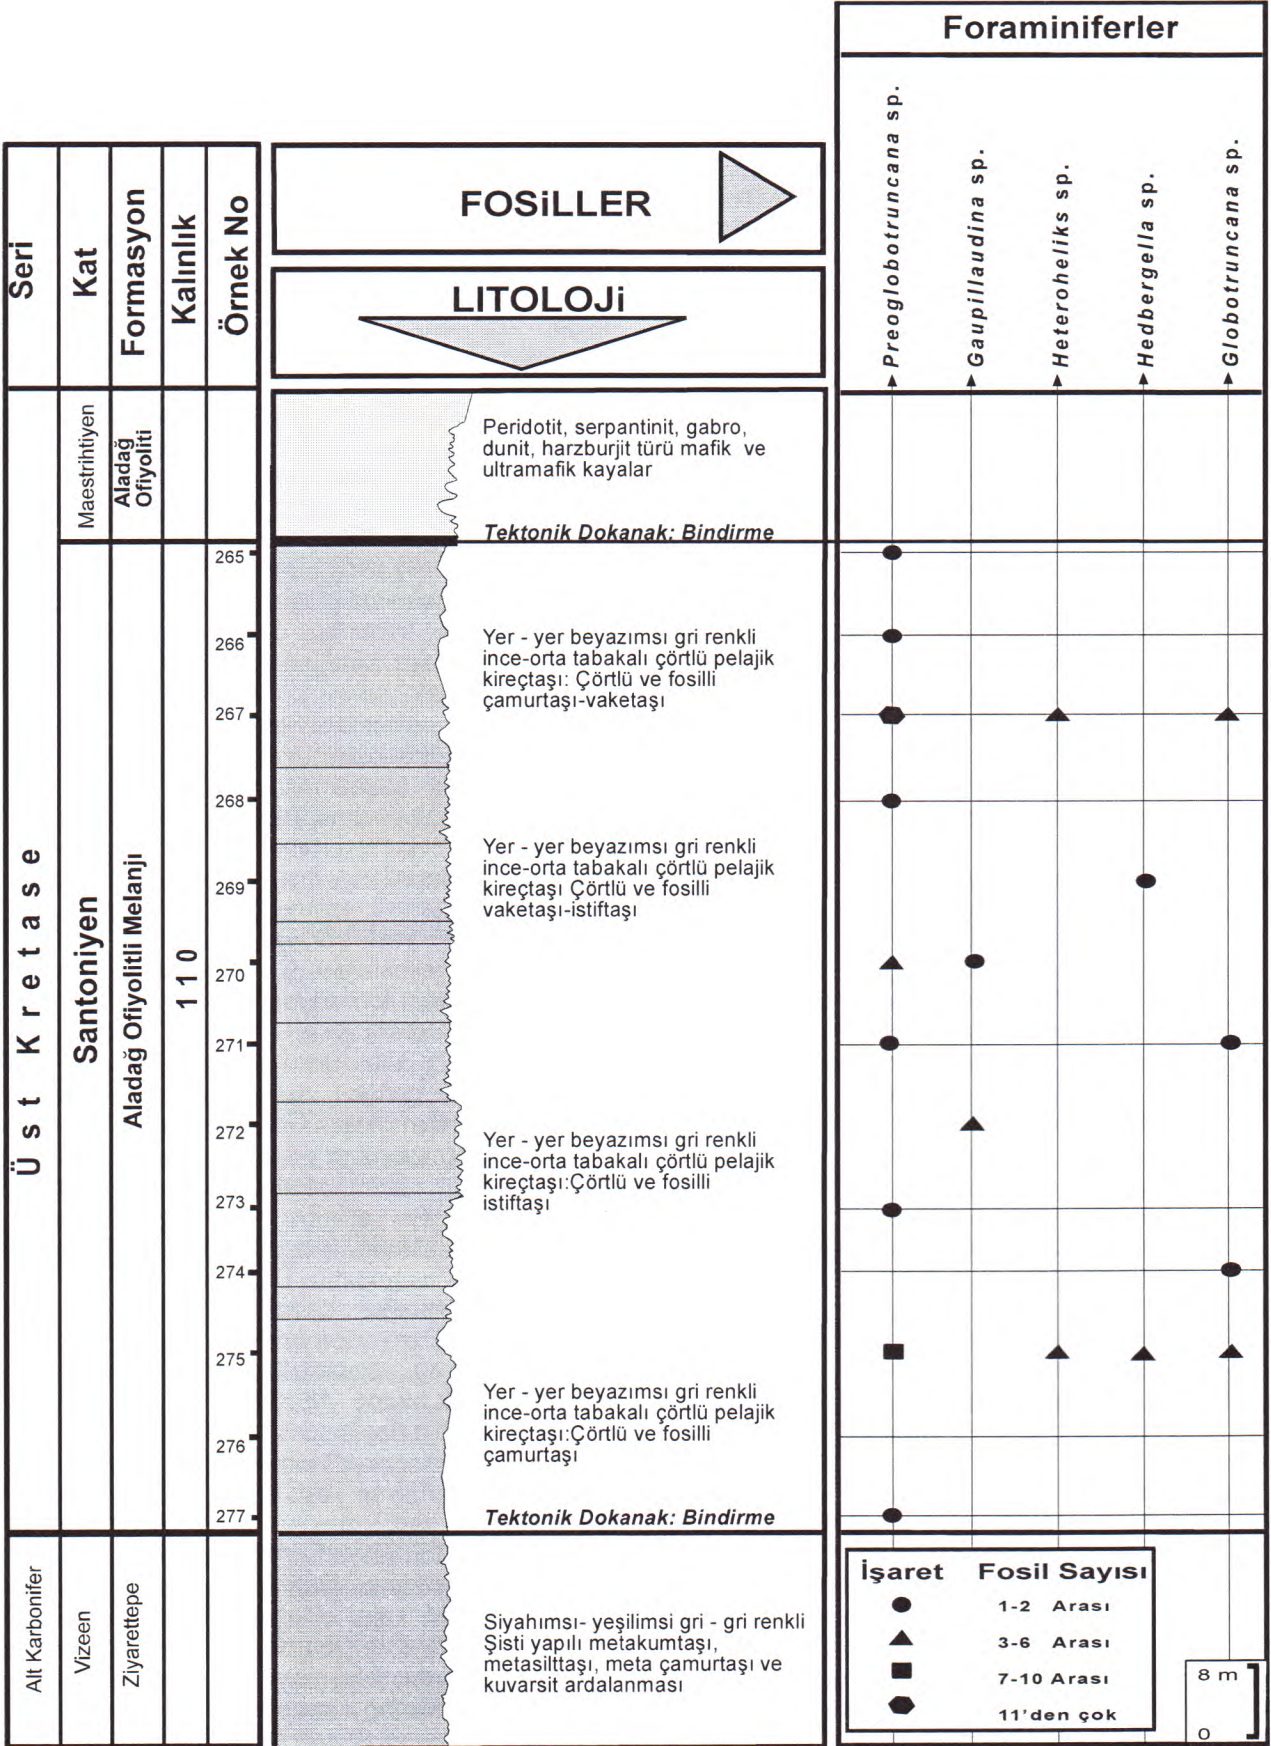 Foraminiferler
Preoglobotruncana sp.
Gaupillaudina sp.
Heteroheliks sp.
Hedbergella sp.
Globotruncana sp.
Seri
Kat
Formasyon
Kalınlık
Örnek No
FOSiLLER
LITOLOJi
Üst Kretase
Maestrihtiyen
Aladağ
Ofiyoliti
Peridotit, serpantinit, gabro,
dunit, harzburjit türü mafik ve
ultramafik kayalar
Tektonik Dokanak: Bindirme
Santoniyen
Aladağ Ofiyolitli Melanjı
110
265
266
267
268
269
270
271
272
273
274
275
276
277
Yer - yer beyazımsı gri renkli
ince-orta tabakalı çörtlü pelajik
kireçtaşı: Çörtlü ve fosilli
çamurtaşı-vaketaşı
Yer - yer beyazımsı gri renkli
ince-orta tabakalı çörtlü pelajik
kireçtaşı Çörtlü ve fosilli
vaketaşı-istiftaşı
Yer - yer beyazımsı gri renkli
ince-orta tabakalı çörtlü pelajik
kireçtaşı:Çörtlü ve fosilli
istiftaşı
Yer - yer beyazımsı gri renkli
ince-orta tabakalı çörtlü pelajik
kireçtaşı:Çörtlü ve fosilli
çamurtaşı
Tektonik Dokanak: Bindirme
Alt Karbonifer
Vizeen
Ziyarettepe
Siyahımsı- yeşilimsi gri - gri renkli
Şisti yapılı metakumtaşı,
metasilttaşı, meta çamurtaşı ve
kuvarsit ardalanması
İşaret Fosil Sayısı
1-2 Arası
3-6 Arası
7-10 Arası
11'den çok
8 m
0